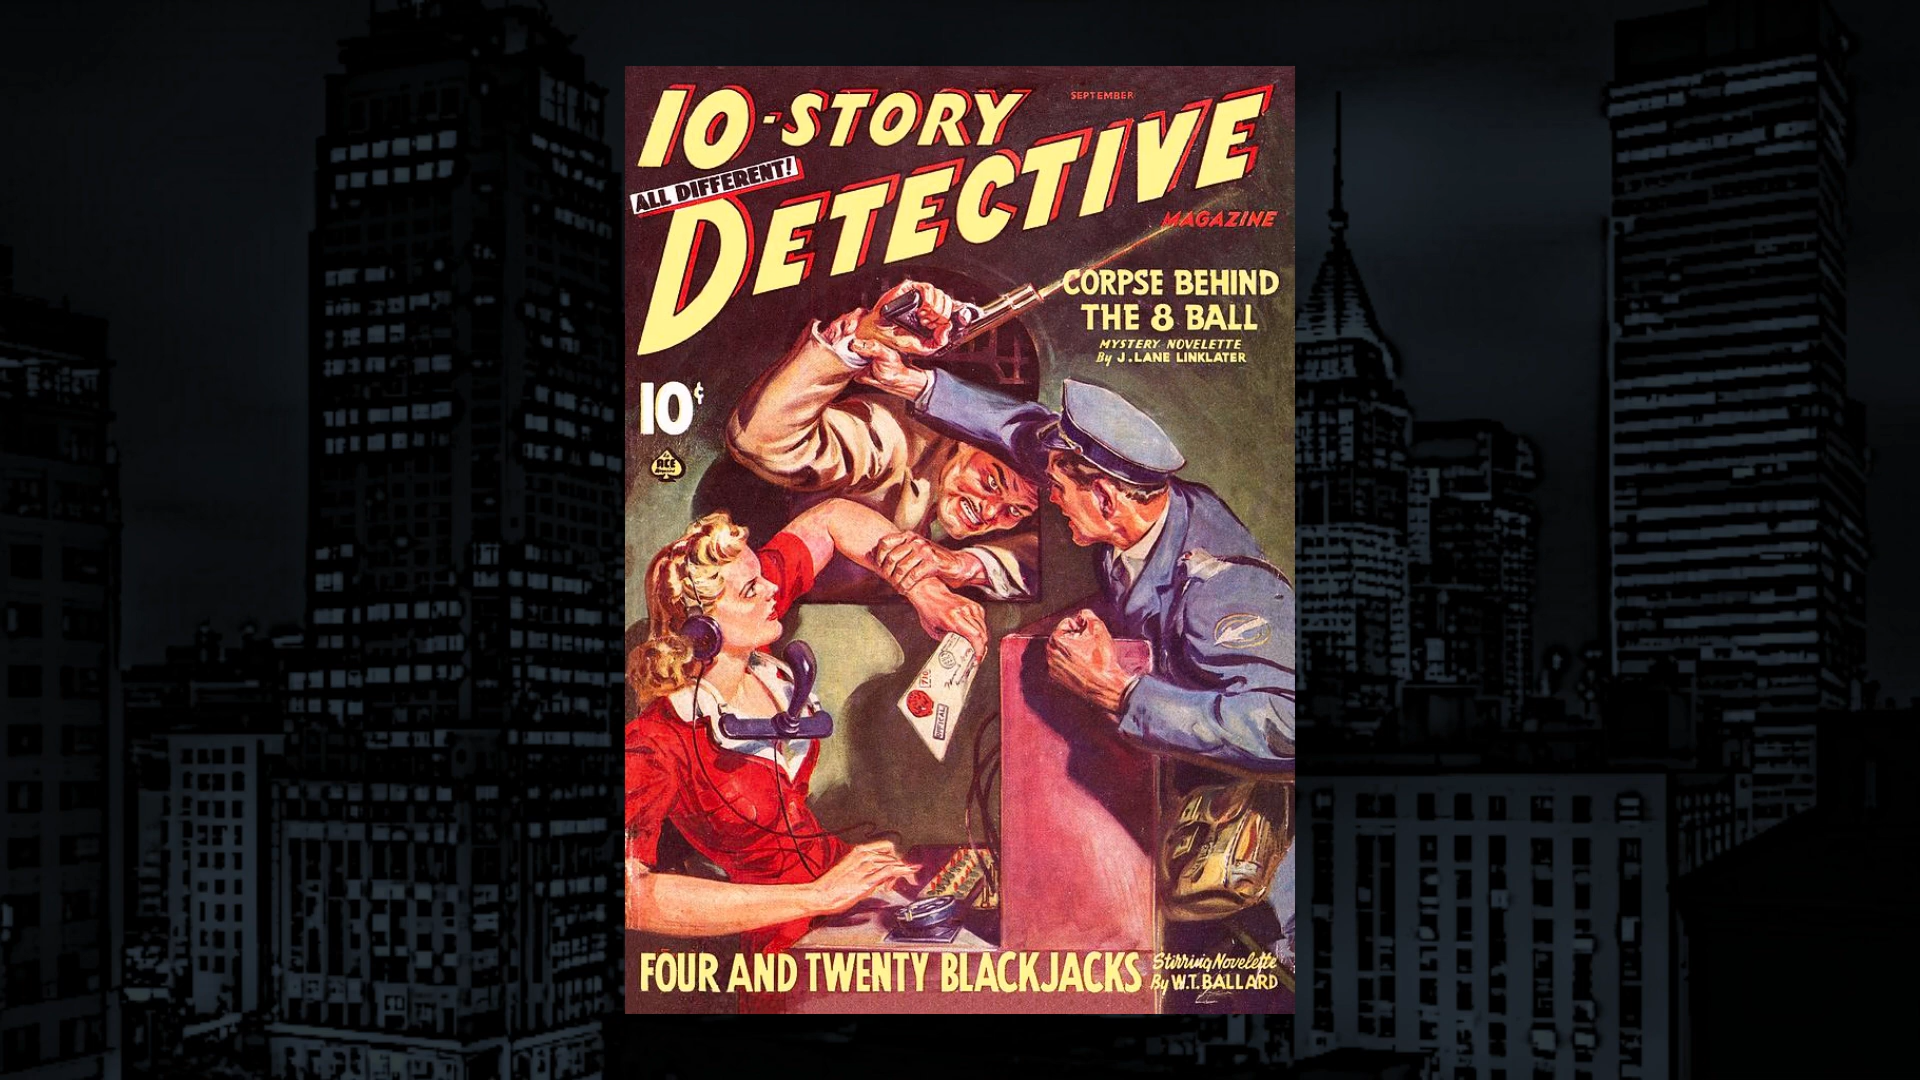 10-STORY
SEPTEMBER
ALL DIFFERENT!
DETECTIVE
MAGAZINE
CORPSE BEHIND
THE 8 BALL
MYSTERY NOVELETTE
By J. LANE LINKLATER
10¢
ACE
FOUR AND TWENTY BLACKJACKS
Stirring Novelette
By W.T. BALLARD